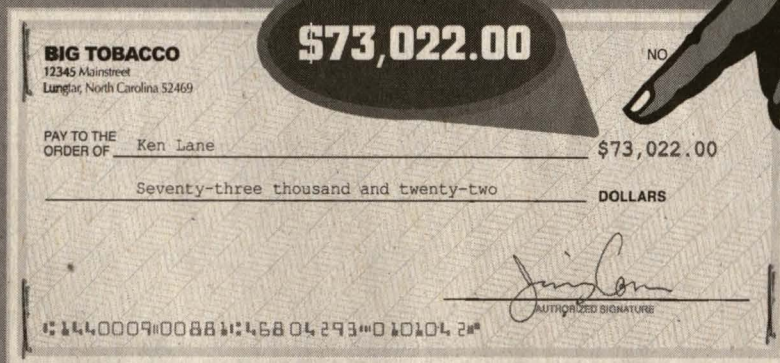 $73,022.00
BIG TOBACCO
12345 Mainstreet
Lungtar, North Carolina 52469
NO
PAY TO THE
ORDER OF Ken Lane $73,022.00
Seventy-three thousand and twenty-two DOLLARS
AUTHORIZED SIGNATURE